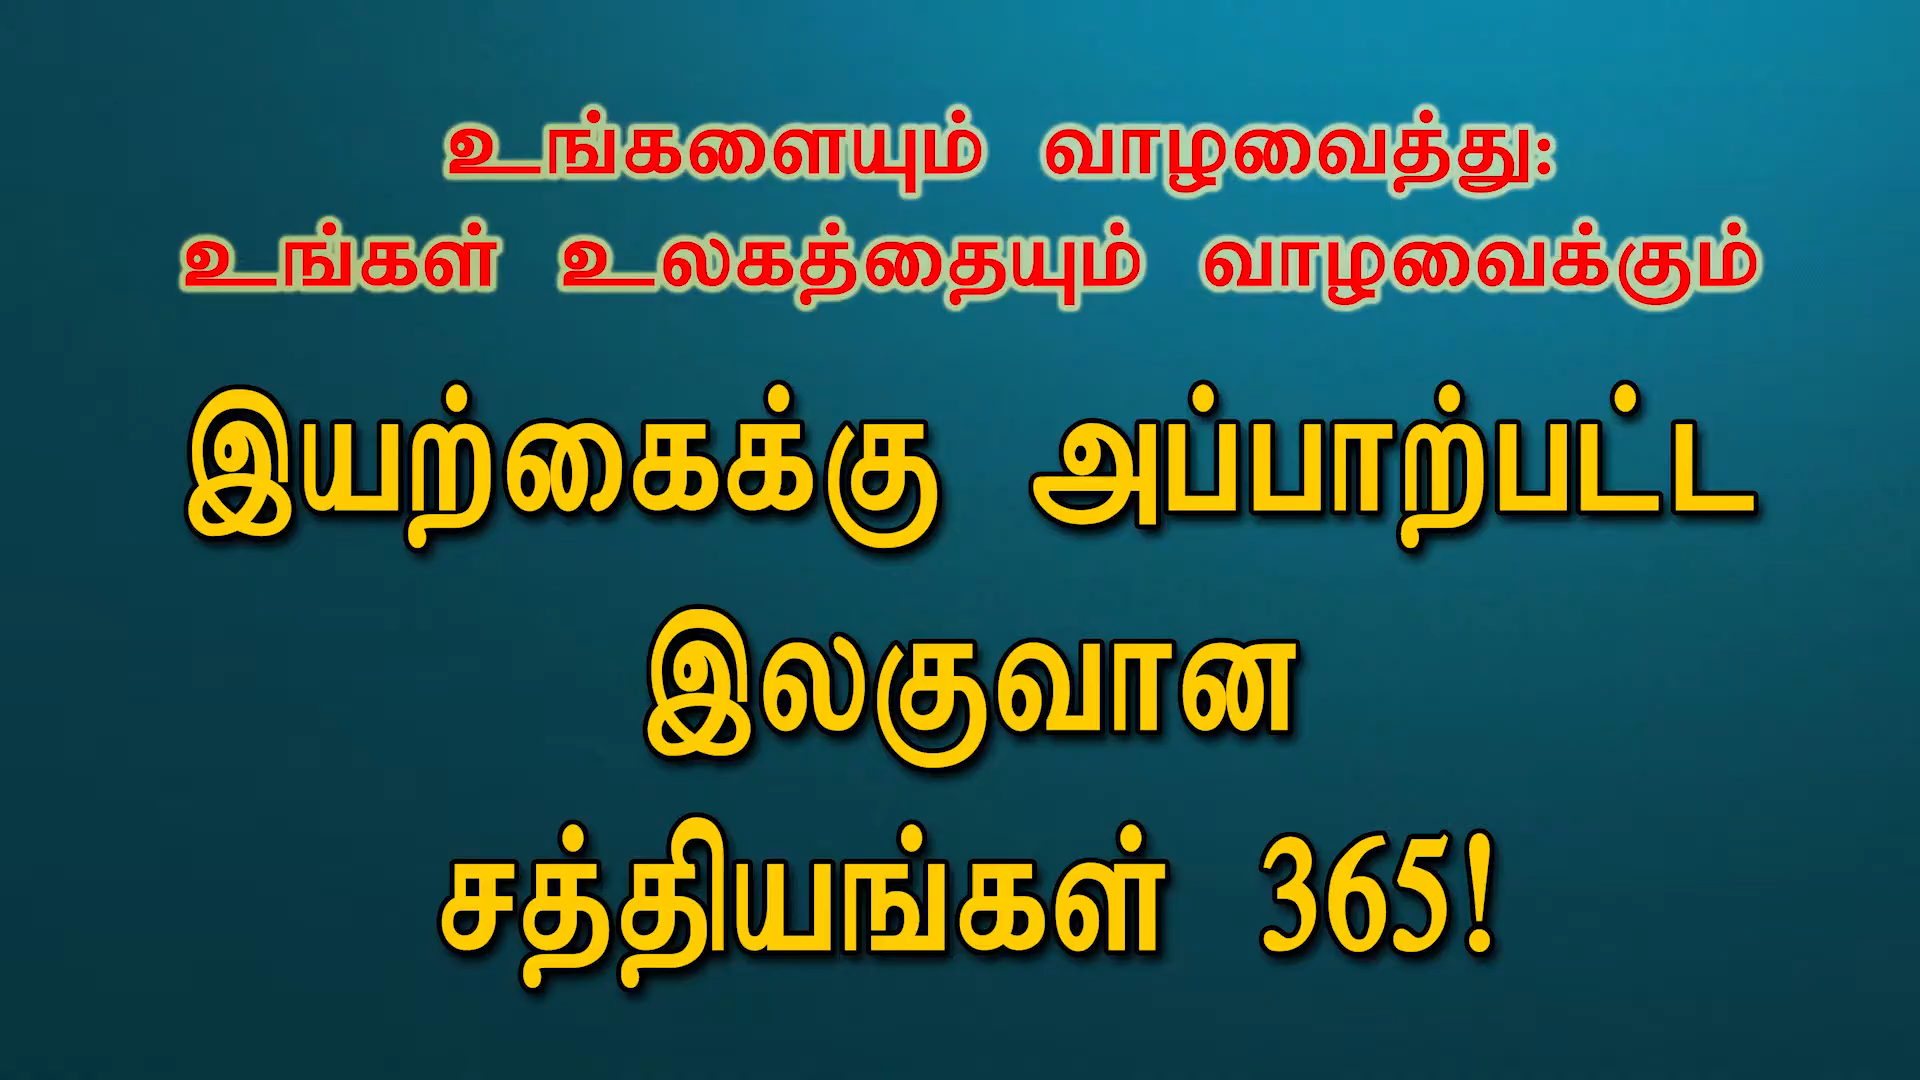 உங்களையும் வாழவைத்து:
உங்கள் உலகத்தையும் வாழவைக்கும்
இயற்கைக்கு அப்பாற்பட்ட
இலகுவான
சத்தியங்கள் 365!